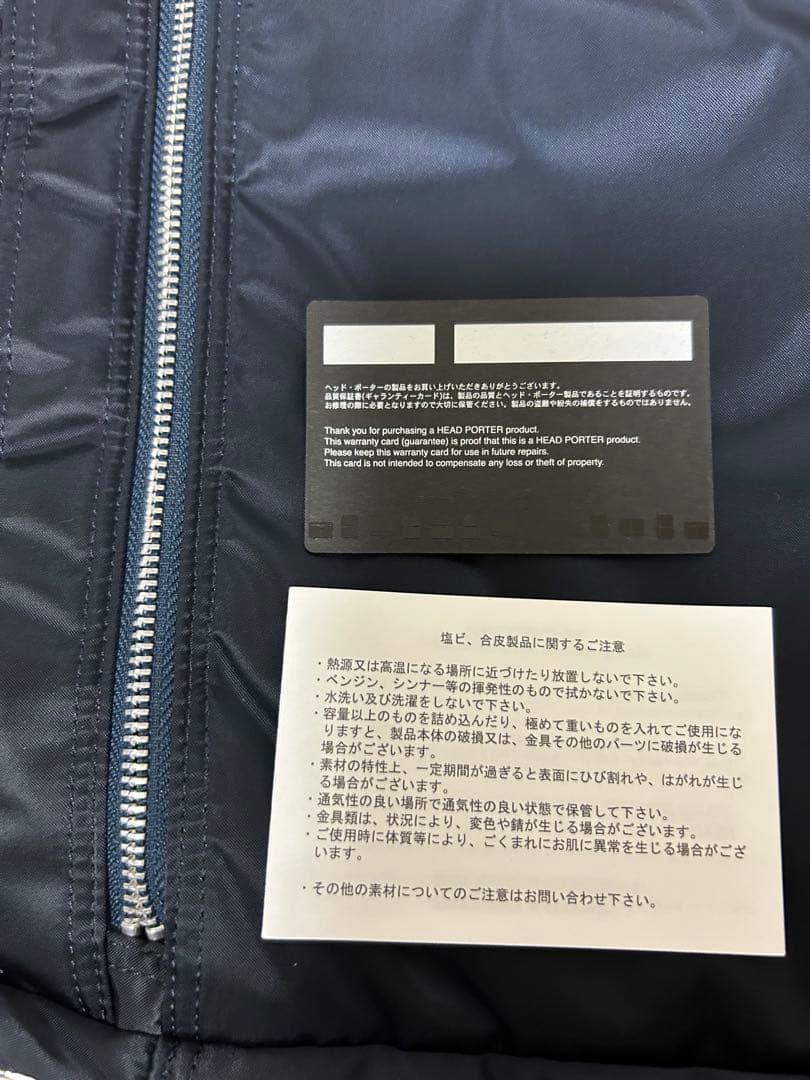 ヘッド・ポーターの製品をお買い上げいただきありがとうございます。
品質保証書(ギャランティーカード)は、製品の品質とヘッド・ポーター製品であることを証明するものです。
お修理の際に必要となりますので大切に保管ください。製品の盗難や紛失の補償をするものではありません。
Thank you for purchasing a HEAD PORTER product.
This warranty card (guarantee) is proof that this is a HEAD PORTER product.
Please keep this warranty card for use in future repairs.
This card is not intended to compensate any loss or theft of property.
塩ビ、合皮製品に関するご注意
・熱源又は高温になる場所に近づけたり放置しないで下さい。
・ベンジン、シンナー等の揮発性のもので拭かないで下さい。
・水洗い及び洗濯をしないで下さい。
・容量以上のものを詰め込んだり、極めて重いものを入れてご使用にな
りますと、製品本体の破損又は、金具その他のパーツに破損が生じる
場合がございます。
・素材の特性上、一定期間が過ぎると表面にひび割れや、はがれが生じ
る場合がございます。
・通気性の良い場所で通気性の良い状態で保管して下さい。
・金具類は、状況により、変色や錆が生じる場合がございます。
・ご使用時に体質等により、ごくまれにお肌に異常を生じる場合がござ
います。
・その他の素材についてのご注意はお問い合わせ下さい。